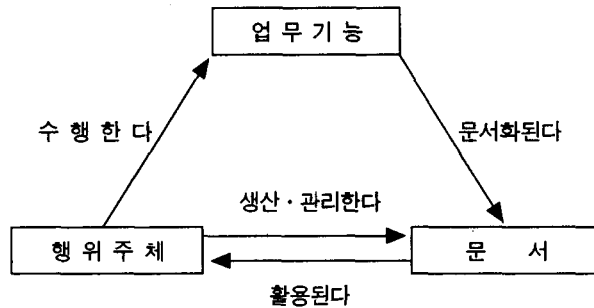 업 무 기 능
수 행 한 다
문서화된다
생산 · 관리한다
행 위 주 체
문 서
활용된다